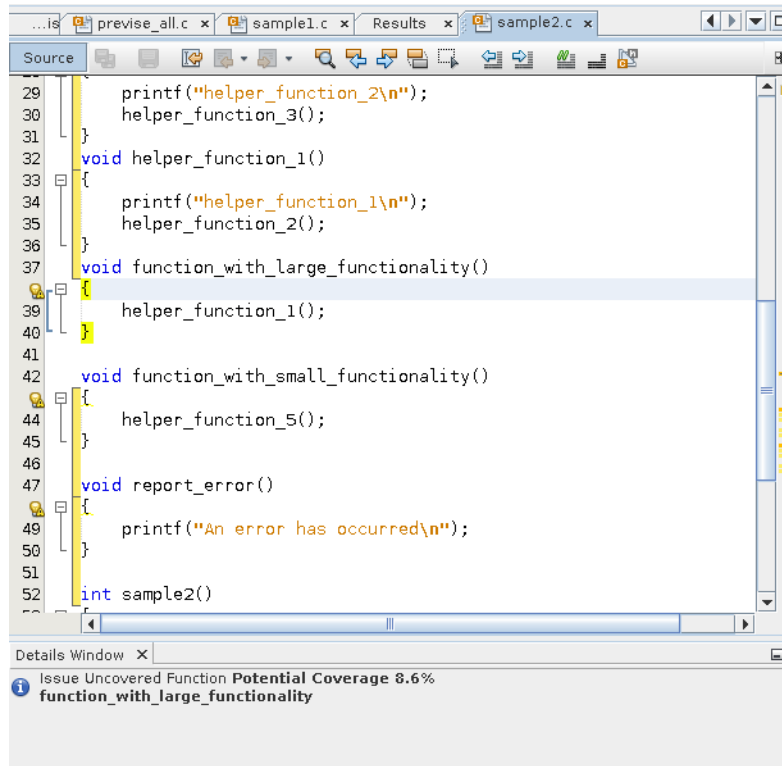 ...is previse_all.c x sample1.c x Results x sample2.c x
Source
{
29 printf("helper_function_2\n");
30 helper_function_3();
31 }
32 void helper_function_1()
33 {
34 printf("helper_function_1\n");
35 helper_function_2();
36 }
37 void function_with_large_functionality()
{
39 helper_function_1();
40 }
41
42 void function_with_small_functionality()
{
44 helper_function_5();
45 }
46
47 void report_error()
{
49 printf("An error has occurred\n");
50 }
51
52 int sample2()
{
Details Window x
Issue Uncovered Function Potential Coverage 8.6%
function_with_large_functionality